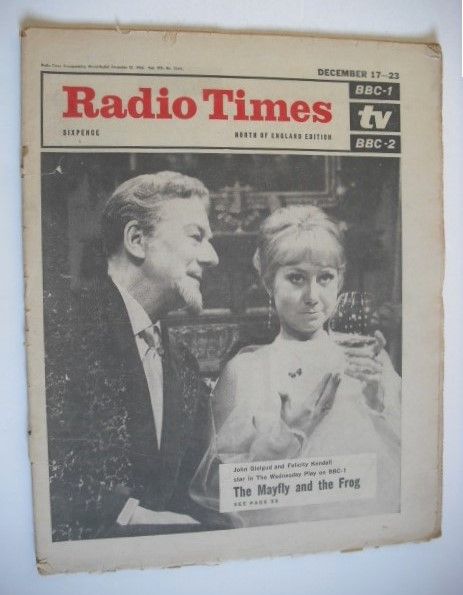 DECEMBER 17—23
Radio Times
SIXPENCE
NORTH OF ENGLAND EDITION
BBC-1
tv
BBC-2
John Gielgud and Felicity Kendall
star in The Wednesday Play on BBC-1
The Mayfly and the Frog
SEE PAGE